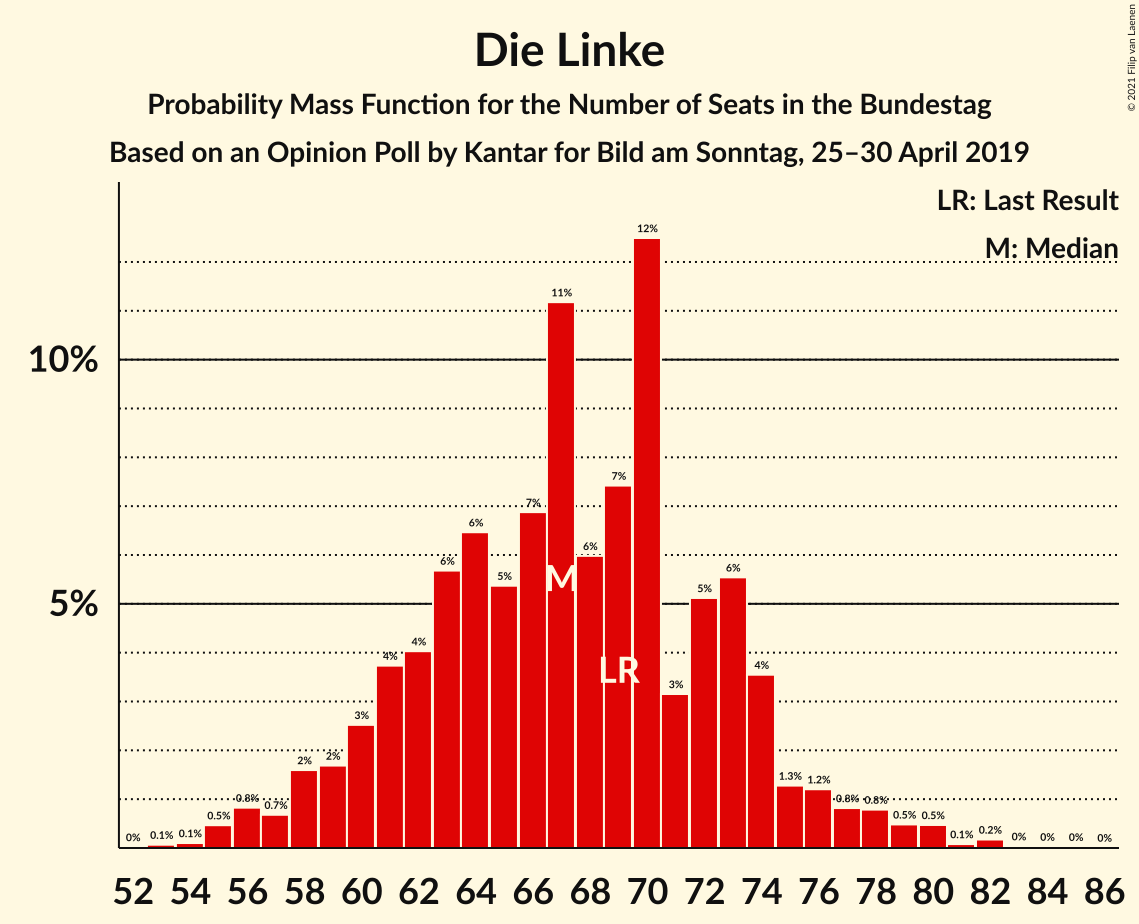 © 2021 Filip van Laenen
Die Linke
Probability Mass Function for the Number of Seats in the Bundestag
Based on an Opinion Poll by Kantar for Bild am Sonntag, 25–30 April 2019
LR: Last Result
M: Median
10%
5%
0% 0.1% 0.1% 0.5% 0.8% 0.7% 2% 2% 3% 4% 4% 6% 6% 5% 7% 11% 6% 7% 12% 3% 5% 6% 4% 1.3% 1.2% 0.8% 0.8% 0.5% 0.5% 0.1% 0.2% 0% 0% 0% 0%
M
LR
52 54 56 58 60 62 64 66 68 70 72 74 76 78 80 82 84 86